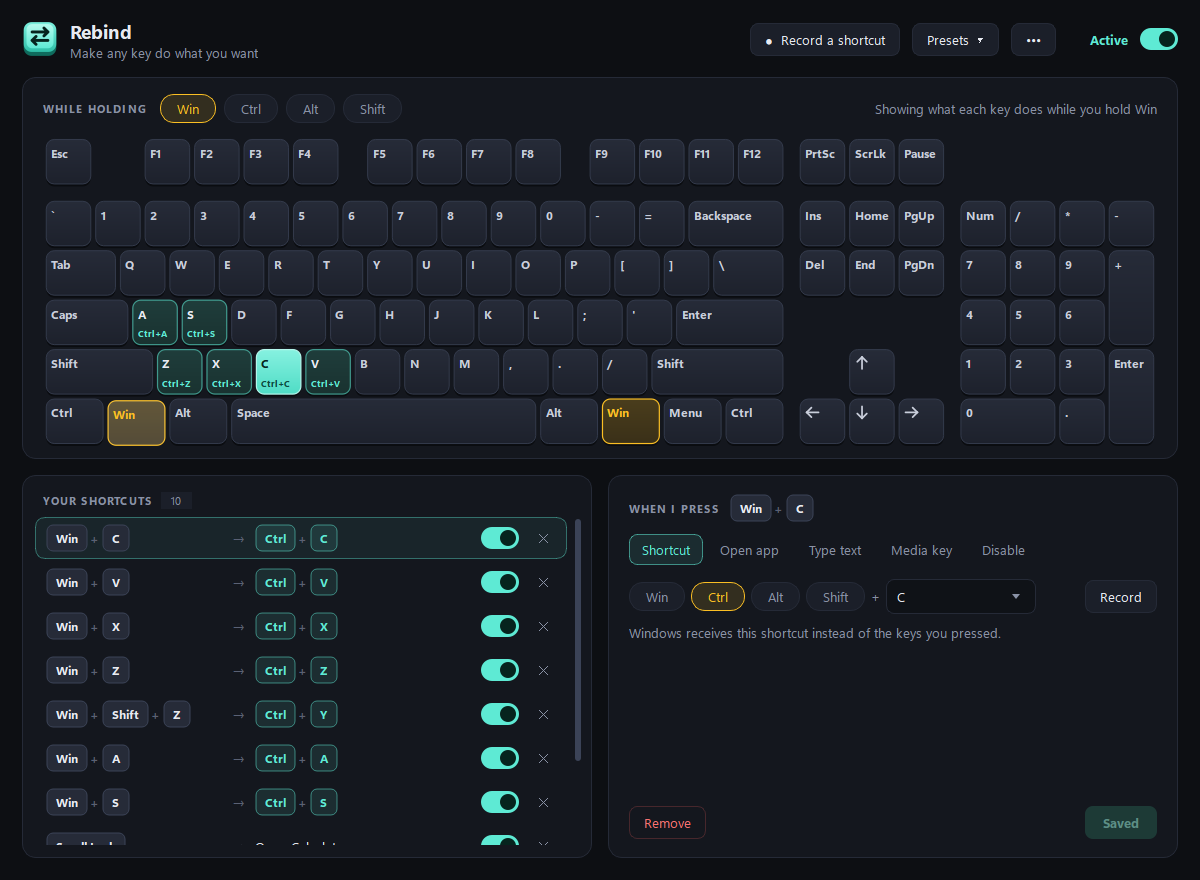 Rebind
Make any key do what you want
● Record a shortcut
Presets ▾
•••
Active
WHILE HOLDING Win Ctrl Alt Shift
Showing what each key does while you hold Win
Esc F1 F2 F3 F4 F5 F6 F7 F8 F9 F10 F11 F12 PrtSc ScrLk Pause
` 1 2 3 4 5 6 7 8 9 0 - = Backspace Ins Home PgUp Num / * -
Tab Q W E R T Y U I O P [ ] \ Del End PgDn 7 8 9 +
Caps A S D F G H J K L ; ' Enter 4 5 6
Ctrl+A Ctrl+S
Shift Z X C V B N M , . / Shift ↑ 1 2 3 Enter
Ctrl+Z Ctrl+X Ctrl+C Ctrl+V
Ctrl Win Alt Space Alt Win Menu Ctrl ← ↓ → 0 .
YOUR SHORTCUTS 10
Win + C → Ctrl + C
Win + V → Ctrl + V
Win + X → Ctrl + X
Win + Z → Ctrl + Z
Win + Shift + Z → Ctrl + Y
Win + A → Ctrl + A
Win + S → Ctrl + S
WHEN I PRESS Win + C
Shortcut Open app Type text Media key Disable
Win Ctrl Alt Shift + C Record
Windows receives this shortcut instead of the keys you pressed.
Remove Saved